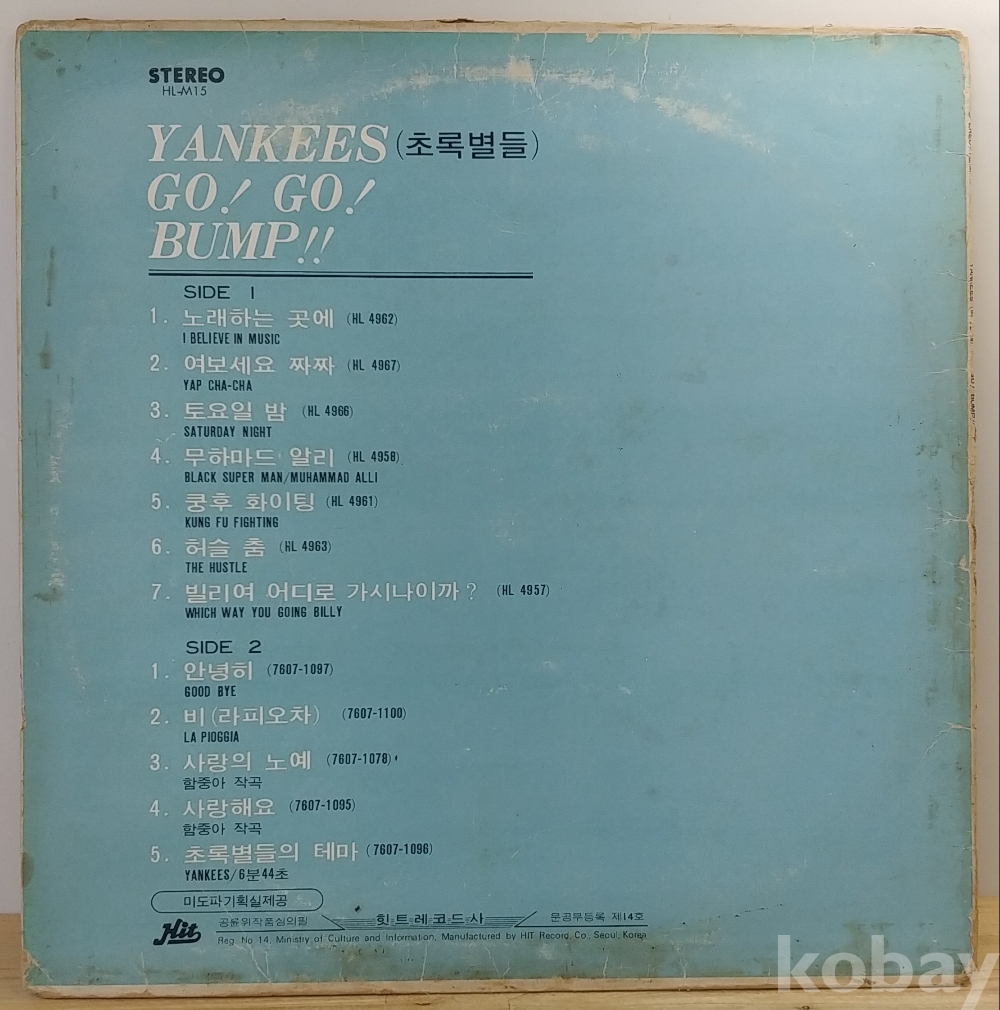 STEREO
HL-M15
YANKEES (초록별들)
GO! GO!
BUMP!!
SIDE 1
1. 노래하는 곳에 (HL 4962)
I BELIEVE IN MUSIC
2. 여보세요 짜짜 (HL 4967)
YAP CHA-CHA
3. 토요일 밤 (HL 4966)
SATURDAY NIGHT
4. 무하마드 알리 (HL 4958)
BLACK SUPER MAN/MUHAMMAD ALLI
5. 쿵후 화이팅 (HL 4961)
KUNG FU FIGHTING
6. 허슬 춤 (HL 4963)
THE HUSTLE
7. 빌리여 어디로 가시나이까? (HL 4957)
WHICH WAY YOU GOING BILLY
SIDE 2
1. 안녕히 (7607-1097)
GOOD BYE
2. 비(라피오차) (7607-1100)
LA PIOGGIA
3. 사랑의 노예 (7607-1078)
함중아 작곡
4. 사랑해요 (7607-1095)
함중아 작곡
5. 초록별들의 테마 (7607-1096)
YANKEES/6분44초
미도파기획실제공
Hit 공윤위작품심의필 힛트레코드사 문공부등록 제14호
Reg. No 14, Ministry of Culture and Information, Manufactured by HIT Record, Co., Seoul, Korea
kobay